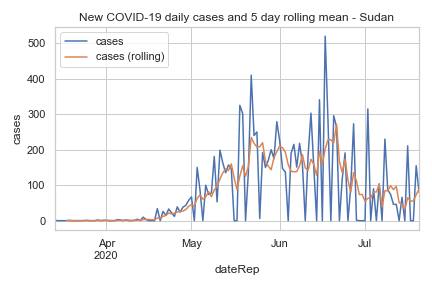 New COVID-19 daily cases and 5 day rolling mean - Sudan
cases
cases (rolling)
500
400
300
200
100
0
cases
Apr
2020
May
Jun
Jul
dateRep